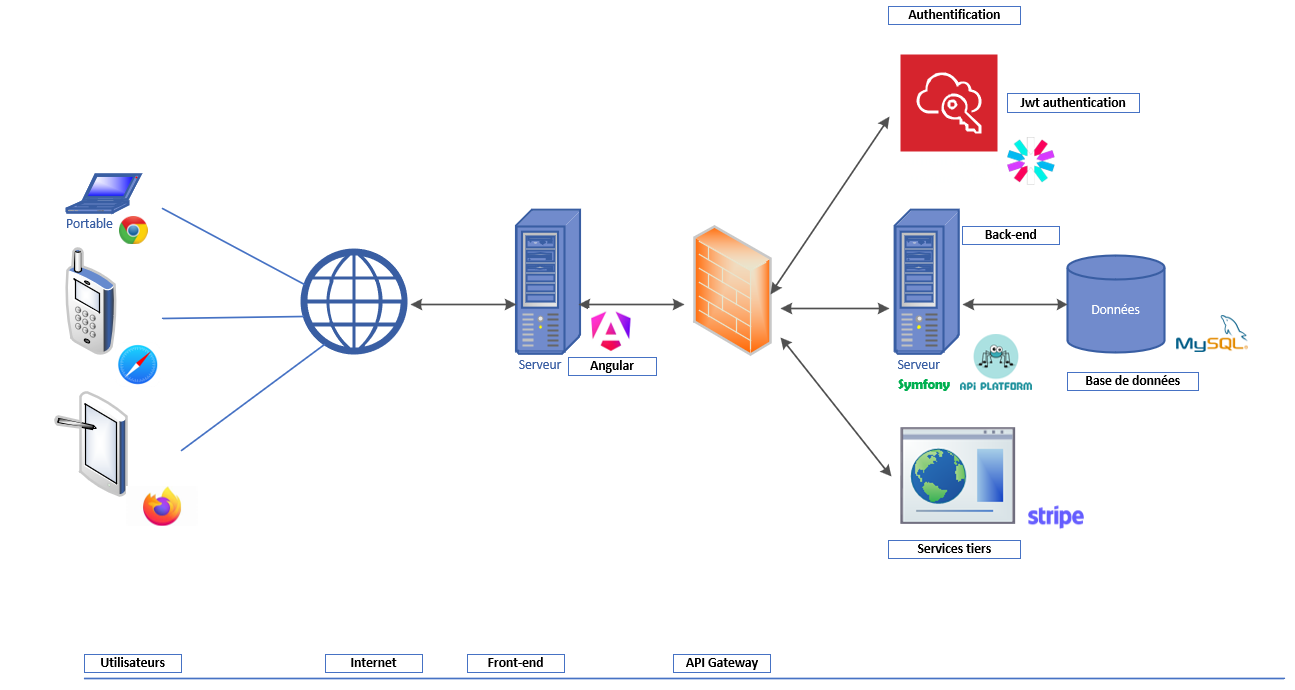 Authentification
Jwt authentication
Portable
Back-end
Données
Angular
Serveur
Serveur
MySQL
Symfony
API PLATFORM
Base de données
stripe
Services tiers
Utilisateurs
Internet
Front-end
API Gateway